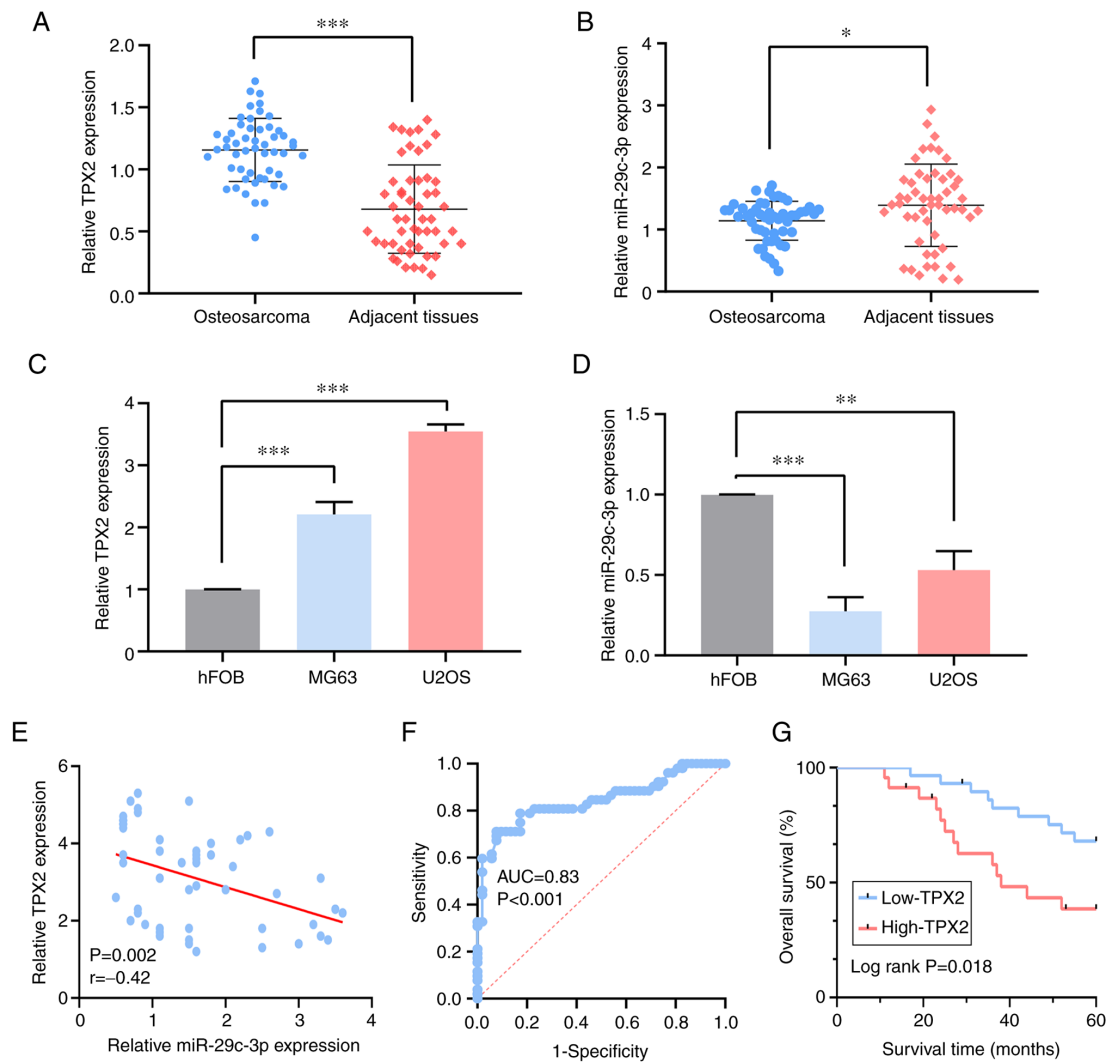 A
Relative TPX2 expression
2.0
1.5
1.0
0.5
0.0
***
Osteosarcoma
Adjacent tissues
B
Relative miR-29c-3p expression
4
3
2
1
0
*
Osteosarcoma
Adjacent tissues
C
Relative TPX2 expression
4
3
2
1
0
***
***
hFOB
MG63
U2OS
D
Relative miR-29c-3p expression
1.5
1.0
0.5
0.0
**
***
hFOB
MG63
U2OS
E
Relative TPX2 expression
6
4
2
0
P=0.002
r=−0.42
0
1
2
3
4
Relative miR-29c-3p expression
F
Sensitivity
1.0
0.8
0.6
0.4
0.2
0.0
AUC=0.83
P<0.001
0.0
0.2
0.4
0.6
0.8
1.0
1-Specificity
G
Overall survival (%)
100
50
0
Low-TPX2
High-TPX2
Log rank P=0.018
0
20
40
60
Survival time (months)